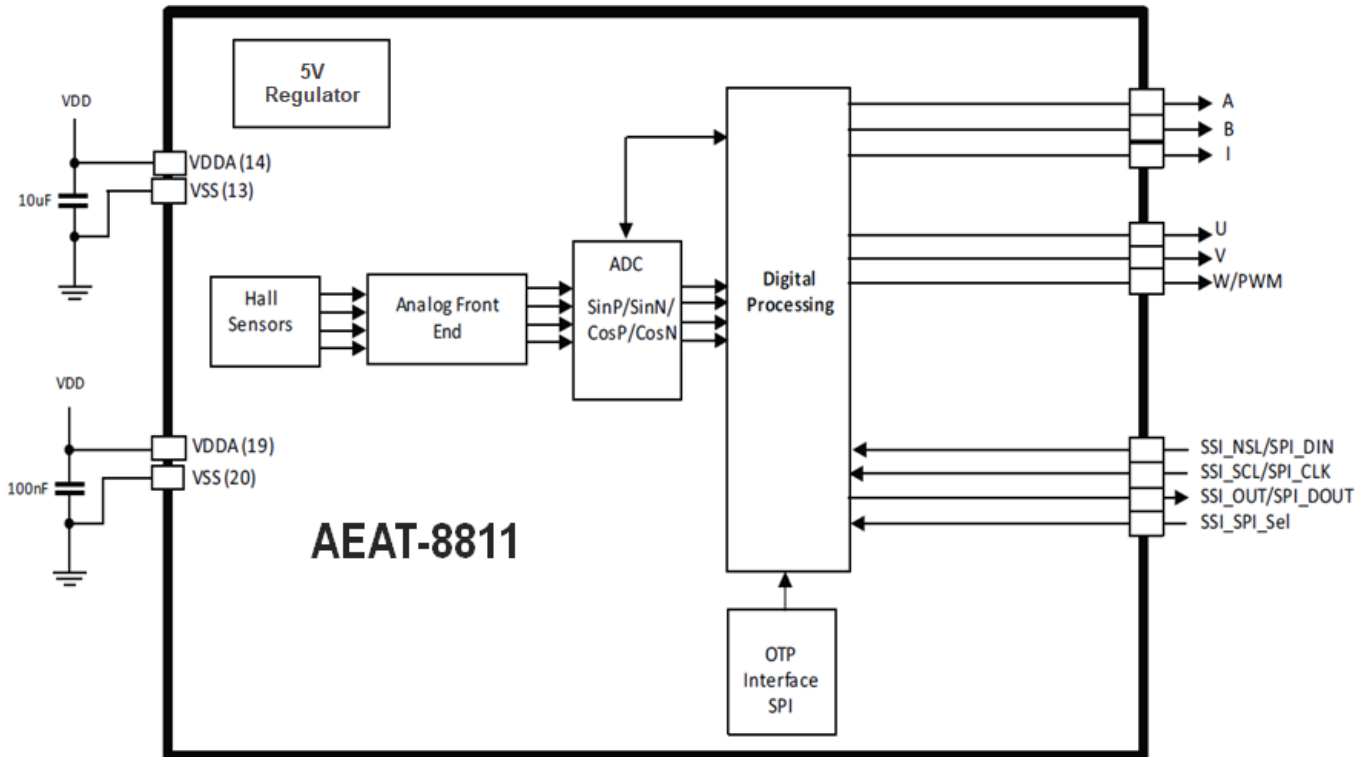 5V
Regulator
VDD
VDDA (14)
VSS (13)
10uF
A
B
I
U
V
W/PWM
ADC
SinP/SinN/
CosP/CosN
Hall
Sensors
Analog Front
End
Digital
Processing
VDD
VDDA (19)
VSS (20)
100nF
SSI_NSL/SPI_DIN
SSI_SCL/SPI_CLK
SSI_OUT/SPI_DOUT
SSI_SPI_Sel
AEAT-8811
OTP
Interface
SPI